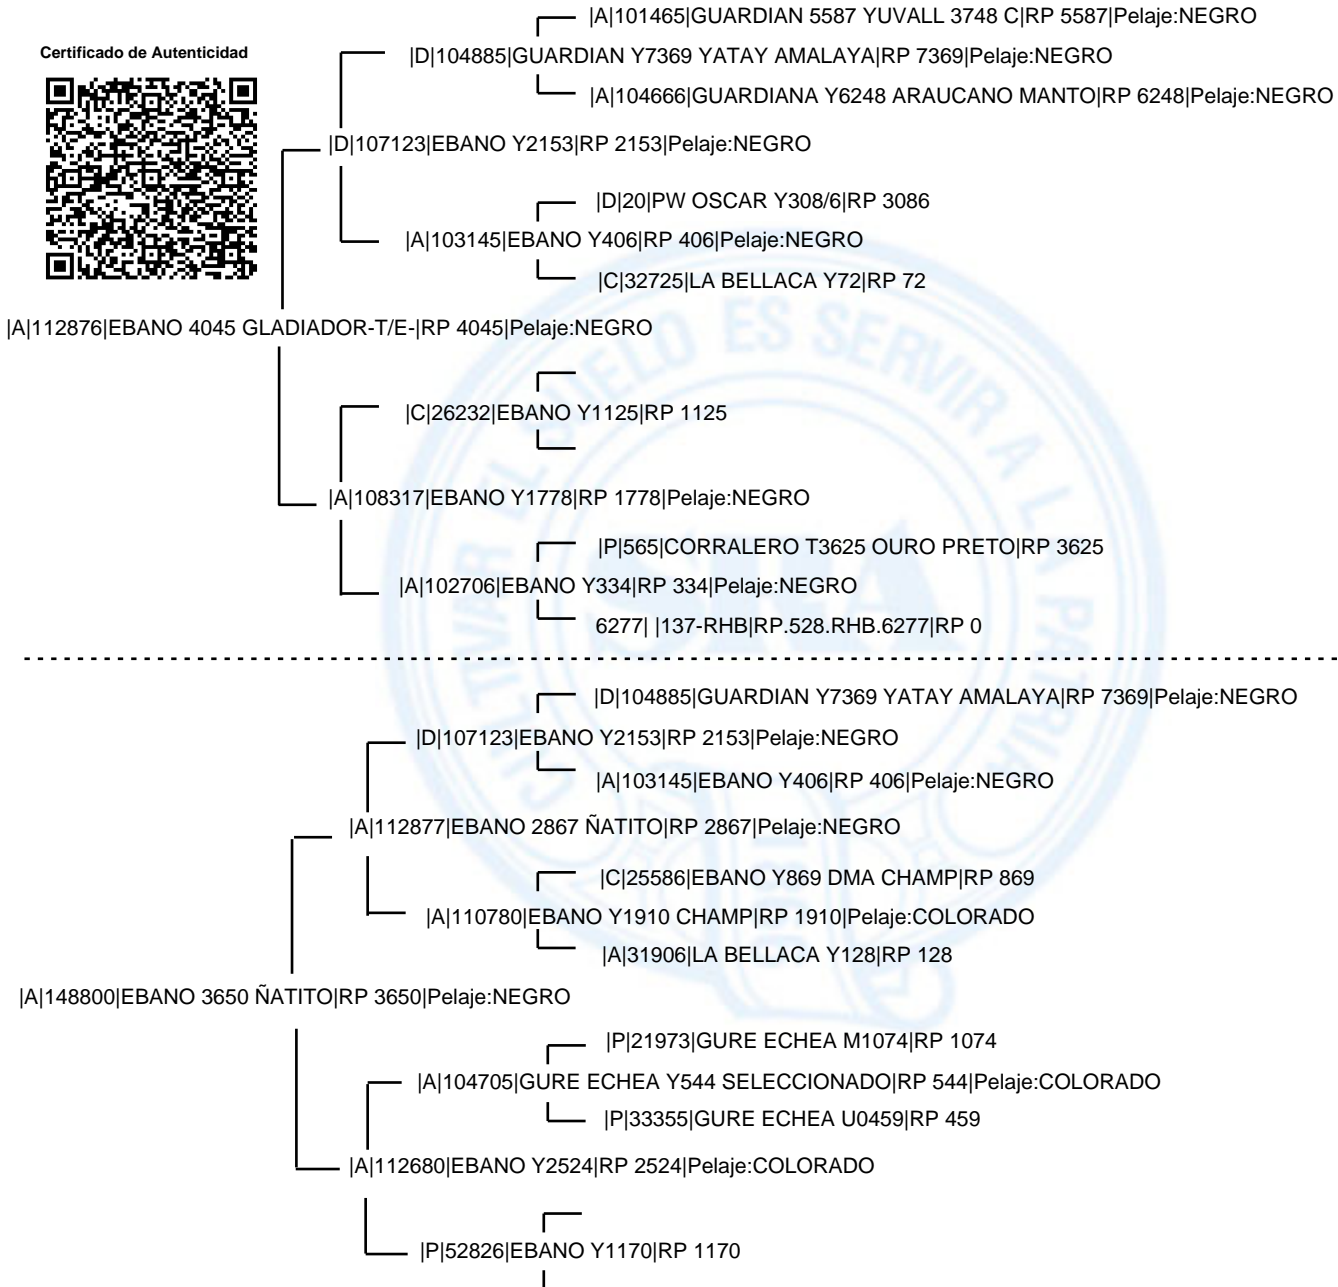 |A|101465|GUARDIAN 5587 YUVALL 3748 C|RP 5587|Pelaje:NEGRO
Certificado de Autenticidad
|D|104885|GUARDIAN Y7369 YATAY AMALAYA|RP 7369|Pelaje:NEGRO
|A|104666|GUARDIANA Y6248 ARAUCANO MANTO|RP 6248|Pelaje:NEGRO
|D|107123|EBANO Y2153|RP 2153|Pelaje:NEGRO
|D|20|PW OSCAR Y308/6|RP 3086
|A|103145|EBANO Y406|RP 406|Pelaje:NEGRO
|C|32725|LA BELLACA Y72|RP 72
|A|112876|EBANO 4045 GLADIADOR-T/E-|RP 4045|Pelaje:NEGRO
|C|26232|EBANO Y1125|RP 1125
|A|108317|EBANO Y1778|RP 1778|Pelaje:NEGRO
|P|565|CORRALERO T3625 OURO PRETO|RP 3625
|A|102706|EBANO Y334|RP 334|Pelaje:NEGRO
6277| |137-RHB|RP.528.RHB.6277|RP 0
|D|104885|GUARDIAN Y7369 YATAY AMALAYA|RP 7369|Pelaje:NEGRO
|D|107123|EBANO Y2153|RP 2153|Pelaje:NEGRO
|A|103145|EBANO Y406|RP 406|Pelaje:NEGRO
|A|112877|EBANO 2867 ÑATITO|RP 2867|Pelaje:NEGRO
|C|25586|EBANO Y869 DMA CHAMP|RP 869
|A|110780|EBANO Y1910 CHAMP|RP 1910|Pelaje:COLORADO
|A|31906|LA BELLACA Y128|RP 128
|A|148800|EBANO 3650 ÑATITO|RP 3650|Pelaje:NEGRO
|P|21973|GURE ECHEA M1074|RP 1074
|A|104705|GURE ECHEA Y544 SELECCIONADO|RP 544|Pelaje:COLORADO
|P|33355|GURE ECHEA U0459|RP 459
|A|112680|EBANO Y2524|RP 2524|Pelaje:COLORADO
|P|52826|EBANO Y1170|RP 1170
CULTIVAR EL SUELO ES SERVIR A LA PATRIA
SRA
1866